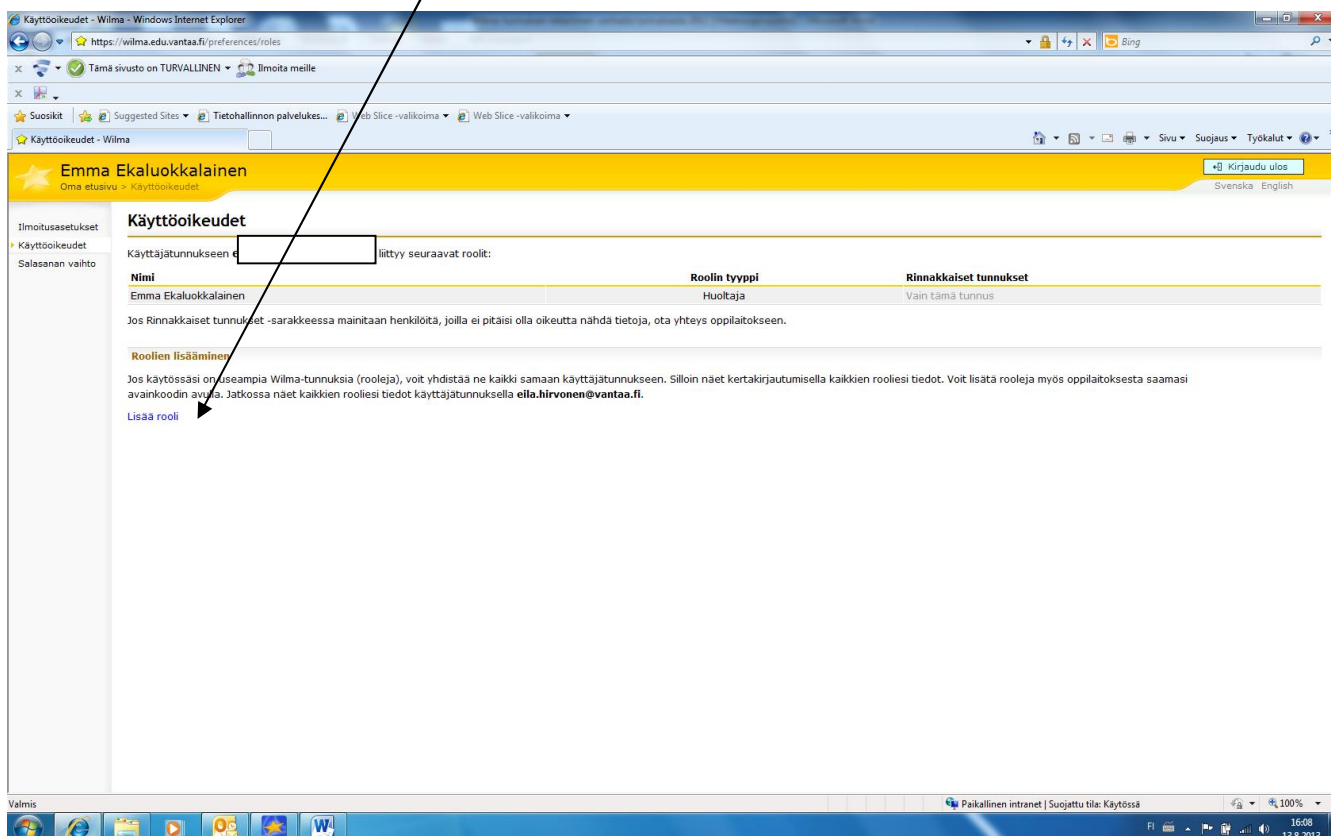 Käyttöoikeudet - Wilma - Windows Internet Explorer
https://wilma.edu.vantaa.fi/preferences/roles
Bing
x Tämä sivusto on TURVALLINEN Ilmoita meille
x
Suosikit Suggested Sites Tietohallinnon palvelukes... Web Slice -valikoima Web Slice -valikoima
Käyttöoikeudet - Wilma
Sivu Suojaus Työkalut
Emma Ekaluokkalainen
Kirjaudu ulos
Oma etusivu > Käyttöoikeudet
Svenska English
Ilmoitusasetukset
Käyttöoikeudet
Salasanan vaihto
Käyttöoikeudet
Käyttäjätunnukseen e liittyy seuraavat roolit:
Nimi Roolin tyyppi Rinnakkaiset tunnukset
Emma Ekaluokkalainen Huoltaja Vain tämä tunnus
Jos Rinnakkaiset tunnukset -sarakkeessa mainitaan henkilöitä, joilla ei pitäisi olla oikeutta nähdä tietoja, ota yhteys oppilaitokseen.
Roolien lisääminen
Jos käytössäsi on useampia Wilma-tunnuksia (rooleja), voit yhdistää ne kaikki samaan käyttäjätunnukseen. Silloin näet kertakirjautumisella kaikkien rooliesi tiedot. Voit lisätä rooleja myös oppilaitoksesta saamasi
avainkoodin avulla. Jatkossa näet kaikkien rooliesi tiedot käyttäjätunnuksella eila.hirvonen@vantaa.fi.
Lisää rooli
Valmis
Paikallinen intranet | Suojattu tila: Käytössä
100%
FI
16:08
13.8.2013